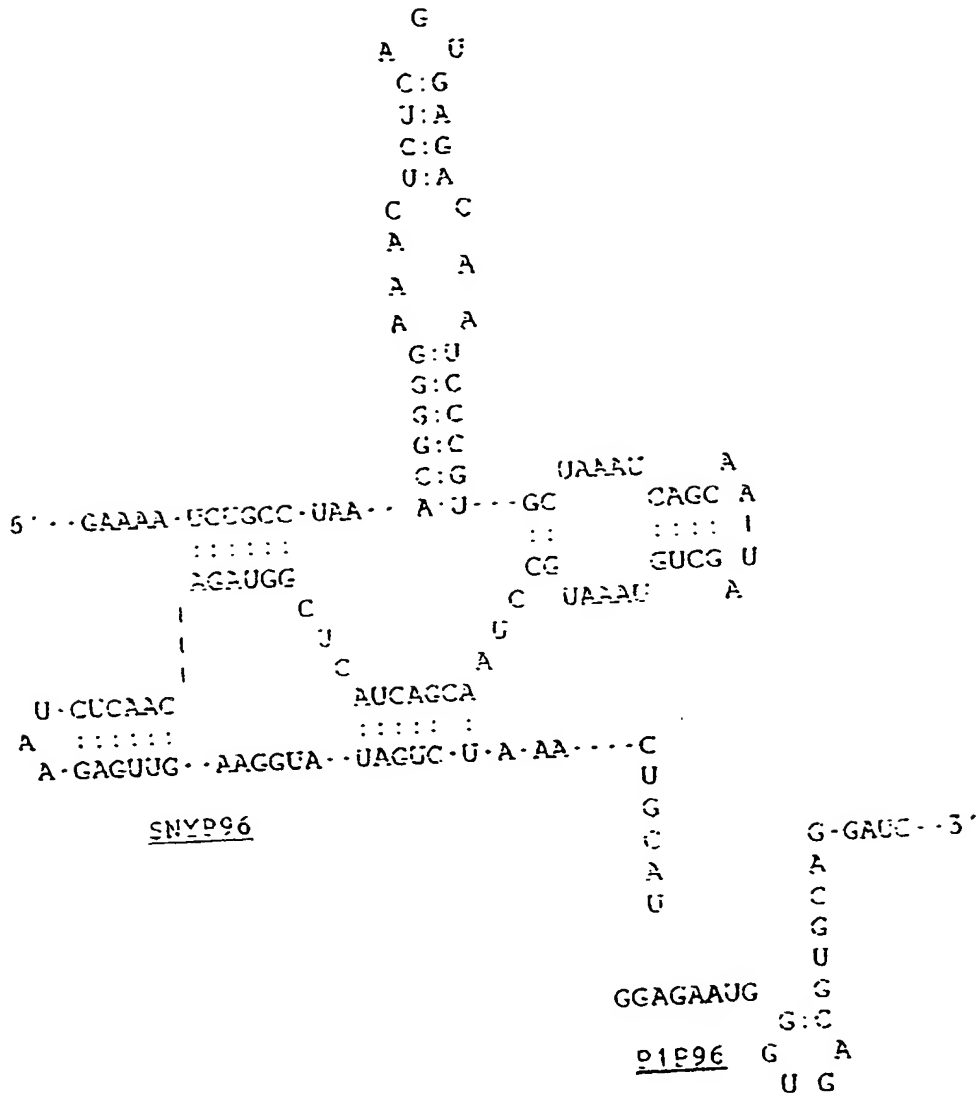 G
A U
C:G
U:A
C:G
U:A
C C
A
A
A
A A
G:U
G:C
G:C
G:C
C:G
UAAAU A
5'--GAAAA-UCUGCC-UAA-- A-U---GC CAGC A
:::::: :: :::: |
AGAUGG CG GUCG U
C C UAAAU A
U U
C A
U-CUCAAC AUCAGCA
A :::::: ::::: :
A-GAGUUG--AAGGUA--UAGUC-U-A-AA----C
U
G
C
A
U
G-GAUC--3'
A
C
G
U
GGAGAAUG G
G:C
G A
U G